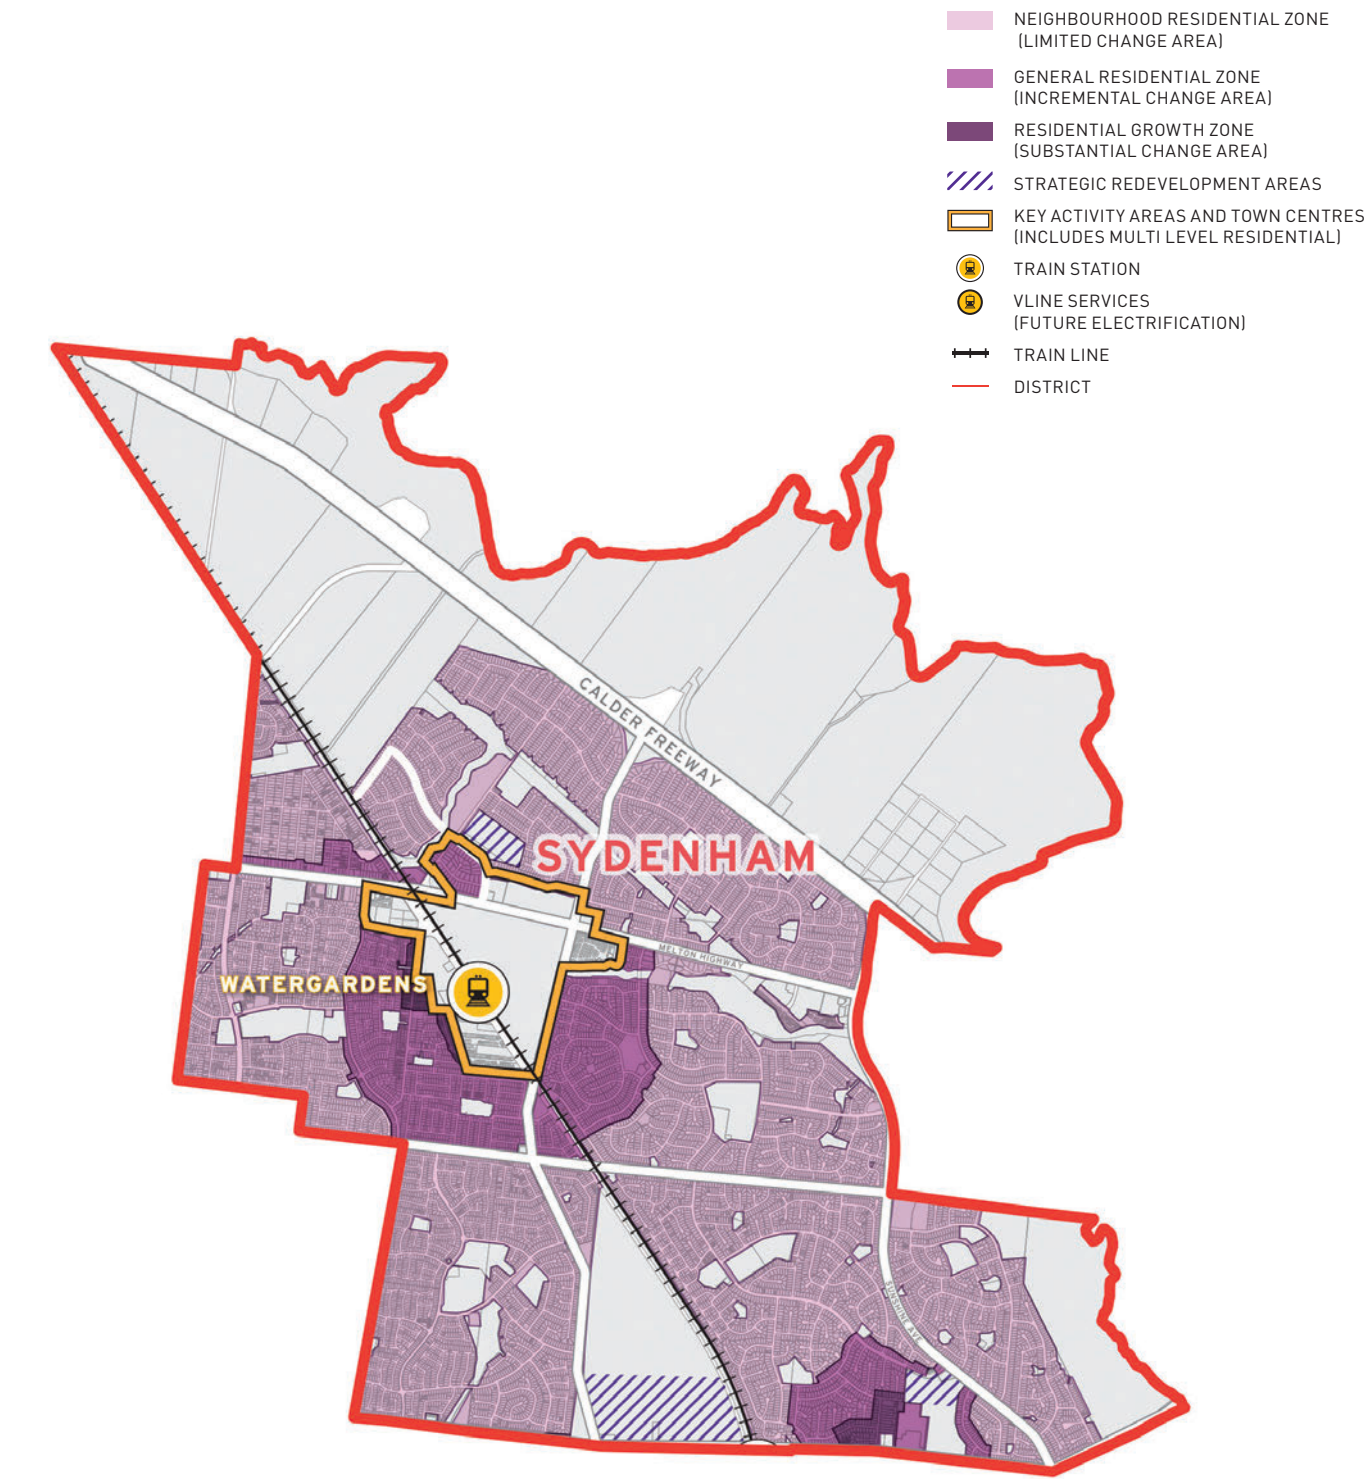 NEIGHBOURHOOD RESIDENTIAL ZONE
(LIMITED CHANGE AREA)
GENERAL RESIDENTIAL ZONE
(INCREMENTAL CHANGE AREA)
RESIDENTIAL GROWTH ZONE
(SUBSTANTIAL CHANGE AREA)
STRATEGIC REDEVELOPMENT AREAS
KEY ACTIVITY AREAS AND TOWN CENTRES
(INCLUDES MULTI LEVEL RESIDENTIAL)
TRAIN STATION
VLINE SERVICES
(FUTURE ELECTRIFICATION)
TRAIN LINE
DISTRICT
CALDER FREEWAY
SYDENHAM
MELTON HIGHWAY
WATERGARDENS
SUNSHINE AVE